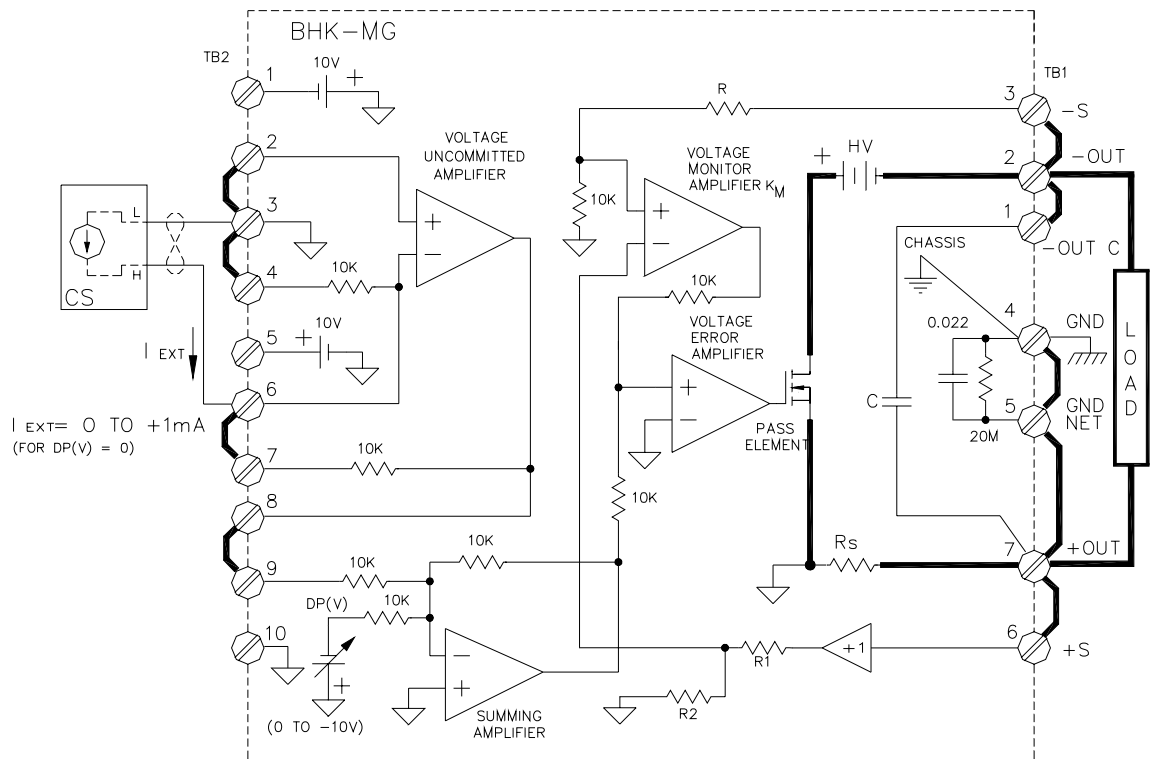 BHK-MG
TB2
1
10V
+
2
3
4
10K
5
+
10V
6
7
10K
8
9
10K
10K
10K
10
VOLTAGE
UNCOMMITTED
AMPLIFIER
+
−
L
H
CS
I EXT
I EXT= 0 TO +1mA
(FOR DP(V) = 0)
DP(V)
+
(0 TO -10V)
−
+
SUMMING
AMPLIFIER
R
10K
+
−
VOLTAGE
MONITOR
AMPLIFIER KM
10K
VOLTAGE
ERROR
AMPLIFIER
+
−
PASS
ELEMENT
10K
+
HV
TB1
3
-S
2
-OUT
1
-OUT C
CHASSIS
4
GND
0.022
C
5
GND
NET
20M
LOAD
Rs
7
+OUT
6
+S
+1
R1
R2